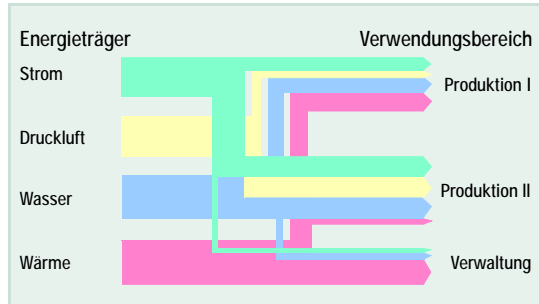 Energieträger
Verwendungsbereich
Strom
Produktion I
Druckluft
Wasser
Produktion II
Wärme
Verwaltung